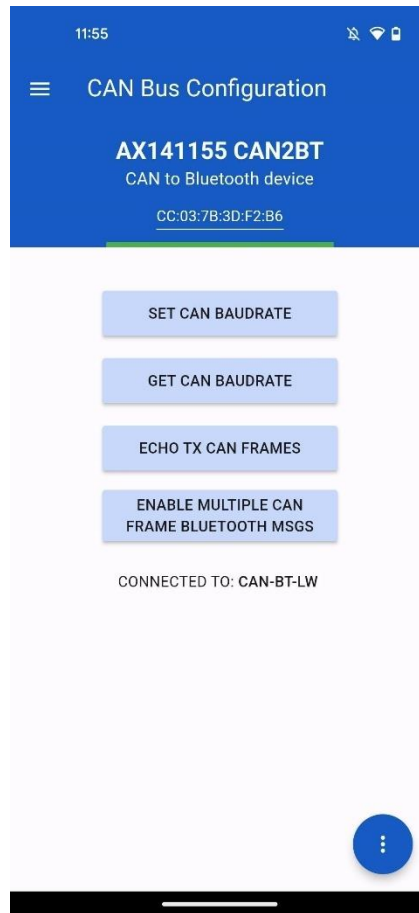 11:55
CAN Bus Configuration
AX141155 CAN2BT
CAN to Bluetooth device
CC:03:7B:3D:F2:B6
SET CAN BAUDRATE
GET CAN BAUDRATE
ECHO TX CAN FRAMES
ENABLE MULTIPLE CAN
FRAME BLUETOOTH MSGS
CONNECTED TO: CAN-BT-LW